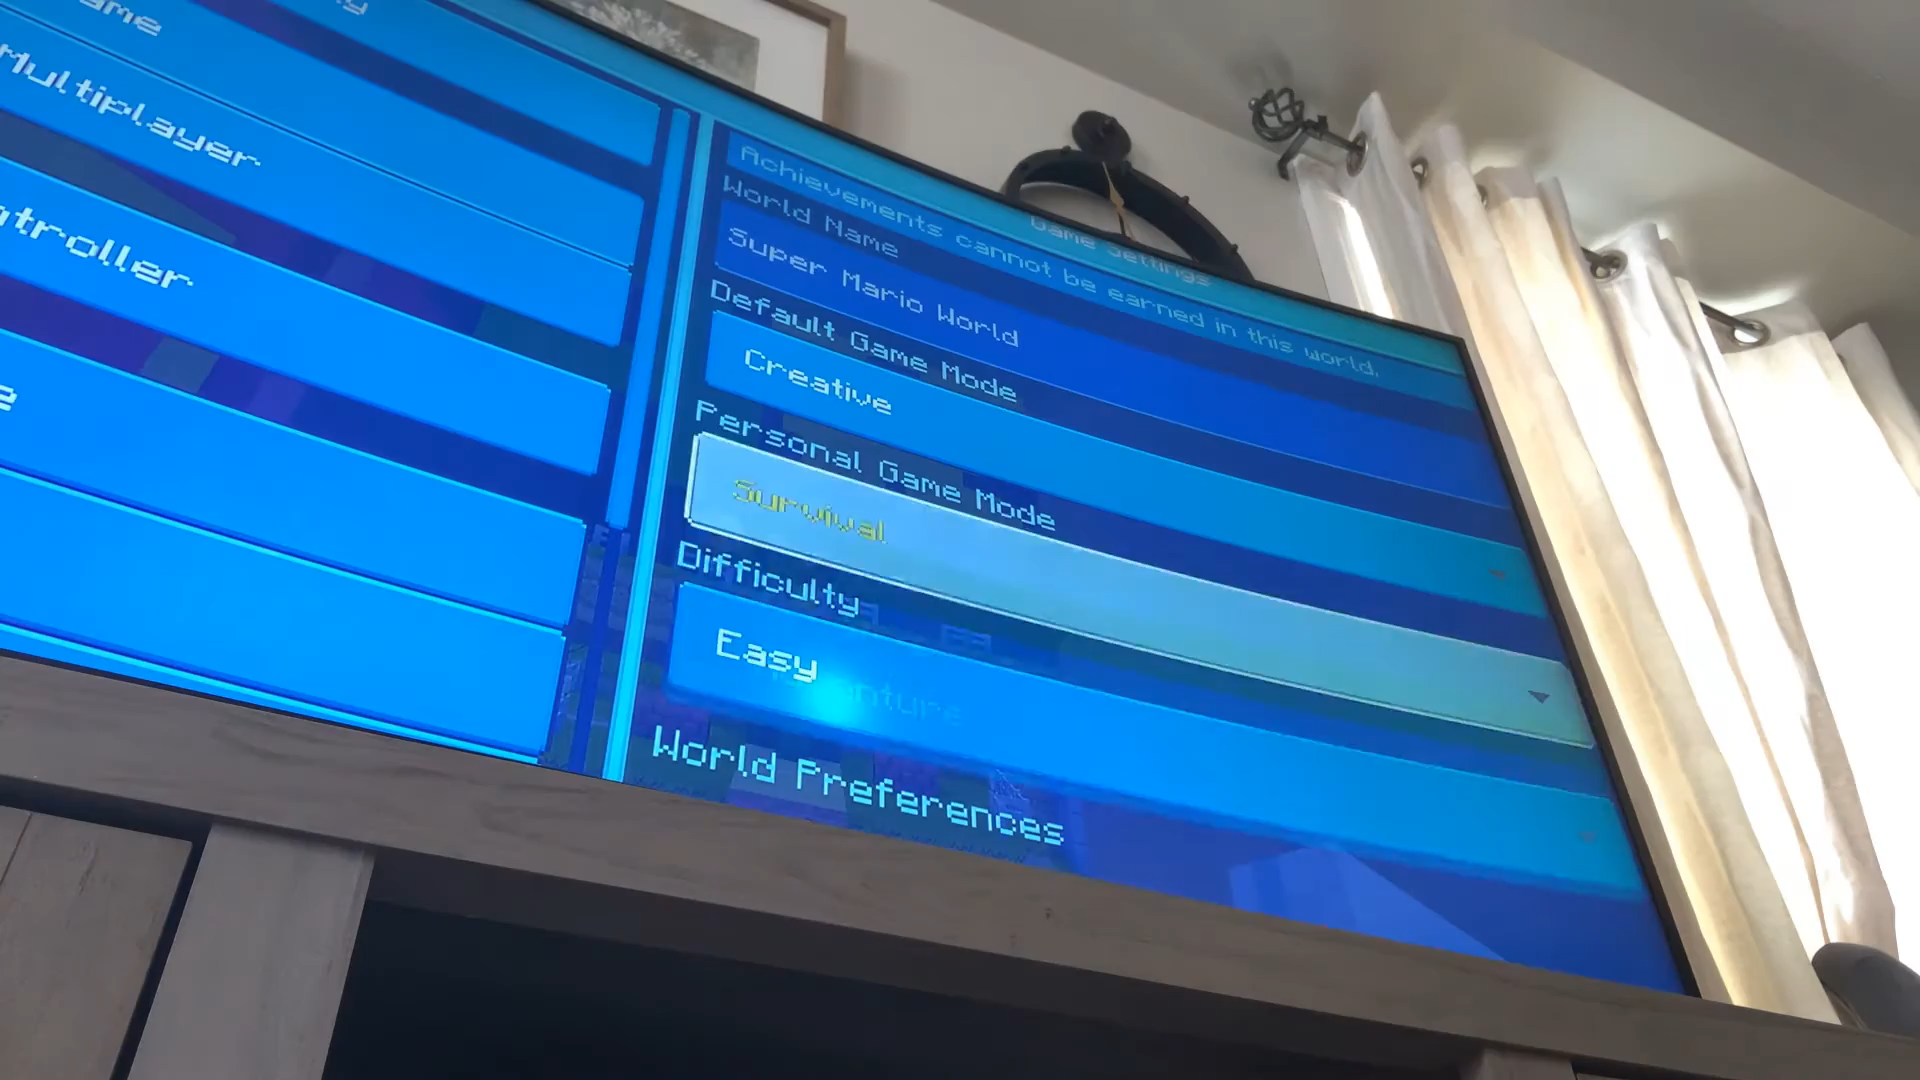 Multiplayer
Game Settings
Achievements cannot be earned in this world.
World Name
Super Mario World
Default Game Mode
Creative
Personal Game Mode
Survival
Difficulty
Easy
World Preferences